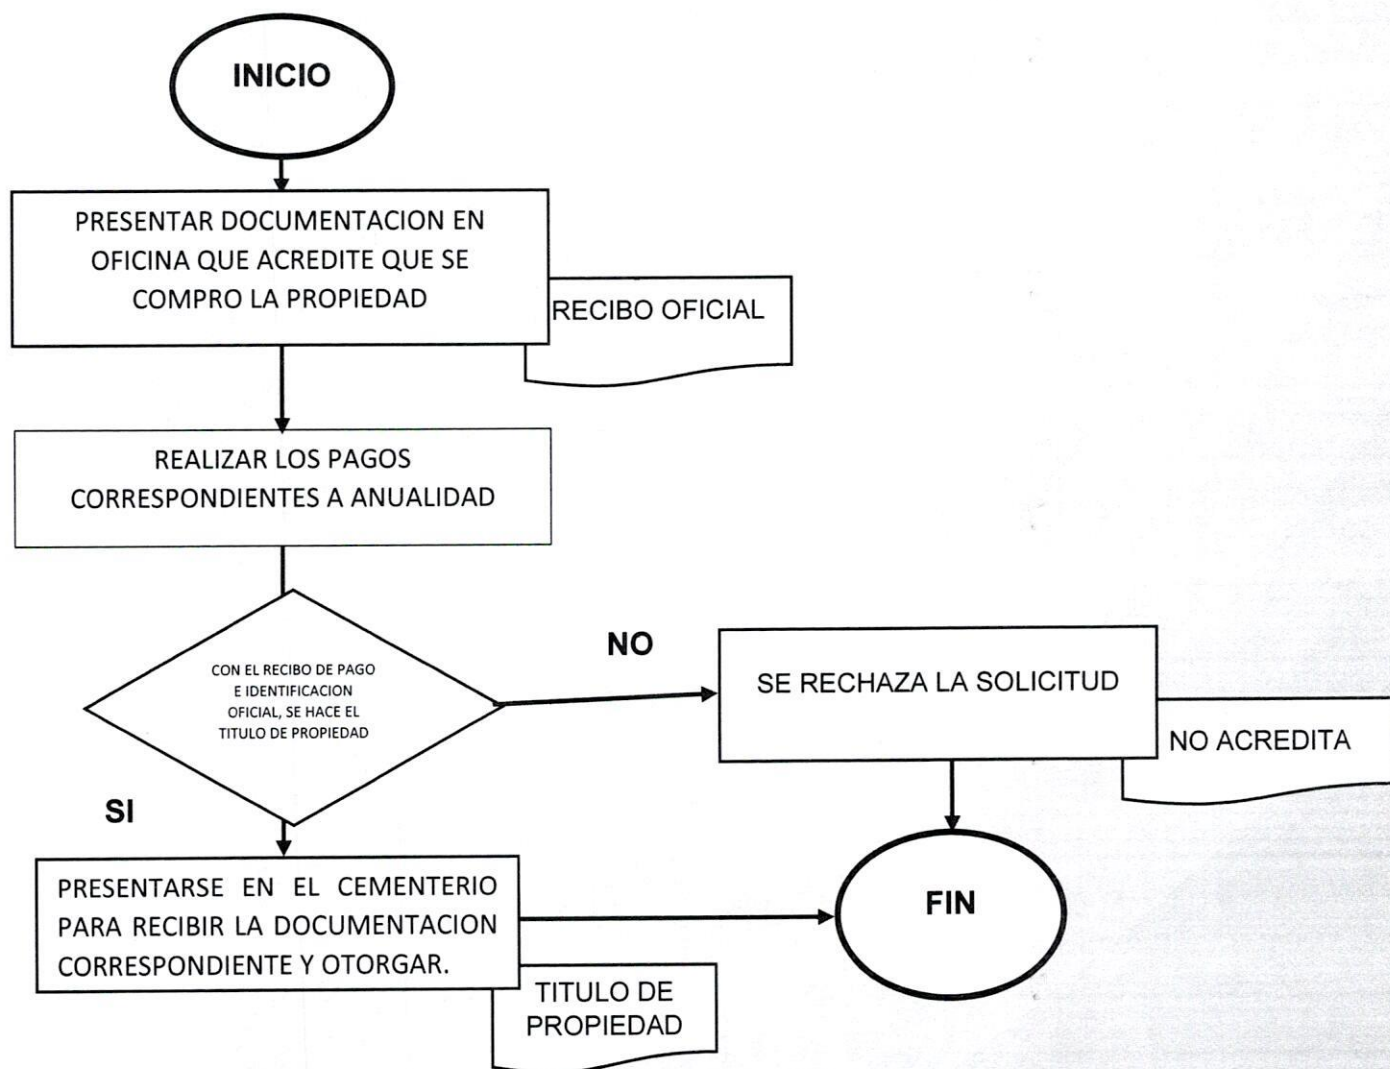 INICIO
PRESENTAR DOCUMENTACION EN
OFICINA QUE ACREDITE QUE SE
COMPRO LA PROPIEDAD
RECIBO OFICIAL
REALIZAR LOS PAGOS
CORRESPONDIENTES A ANUALIDAD
CON EL RECIBO DE PAGO
E IDENTIFICACION
OFICIAL, SE HACE EL
TITULO DE PROPIEDAD
NO
SE RECHAZA LA SOLICITUD
NO ACREDITA
SI
PRESENTARSE EN EL CEMENTERIO
PARA RECIBIR LA DOCUMENTACION
CORRESPONDIENTE Y OTORGAR.
FIN
TITULO DE
PROPIEDAD